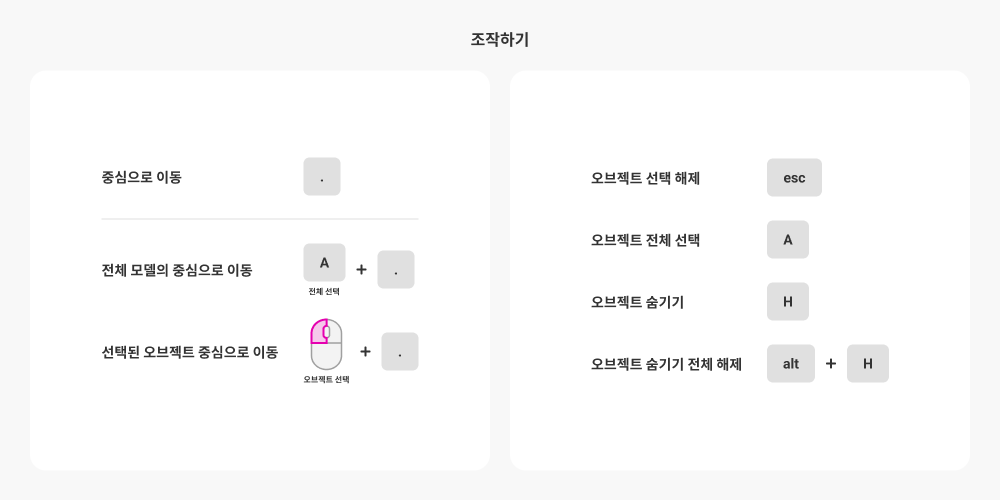 조작하기
중심으로 이동
.
전체 모델의 중심으로 이동
A + .
전체 선택
선택된 오브젝트 중심으로 이동
+ .
오브젝트 선택
오브젝트 선택 해제
esc
오브젝트 전체 선택
A
오브젝트 숨기기
H
오브젝트 숨기기 전체 해제
alt + H